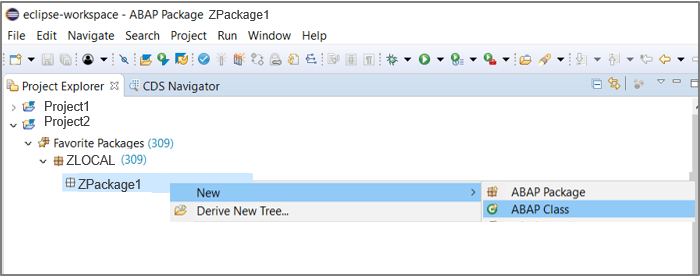 eclipse-workspace - ABAP Package ZPackage1
File Edit Navigate Search Project Run Window Help
Project Explorer CDS Navigator
Project1
Project2
Favorite Packages (309)
ZLOCAL (309)
ZPackage1
New ABAP Package
Derive New Tree... ABAP Class